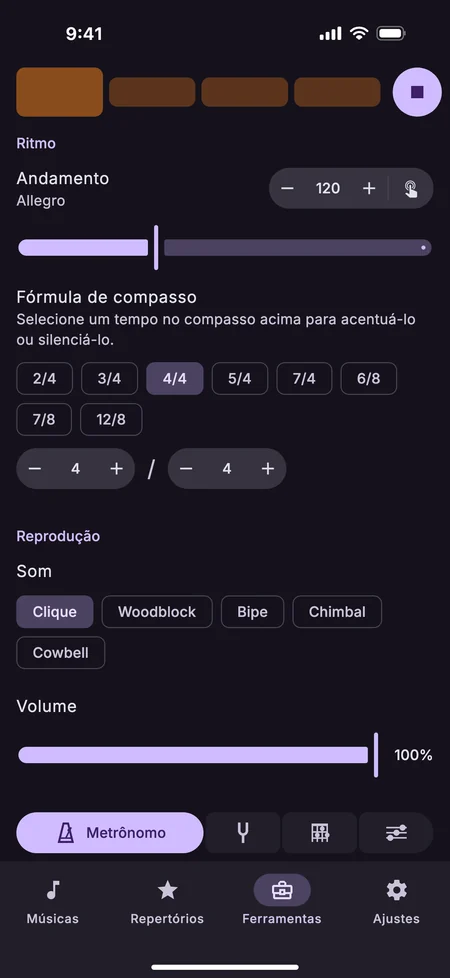 9:41
Ritmo
Andamento
Allegro
120
Fórmula de compasso
Selecione um tempo no compasso acima para acentuá-lo
ou silenciá-lo.
2/4 3/4 4/4 5/4 7/4 6/8
7/8 12/8
4 / 4
Reprodução
Som
Clique Woodblock Bipe Chimbal
Cowbell
Volume
100%
Metrônomo
Músicas Repertórios Ferramentas Ajustes